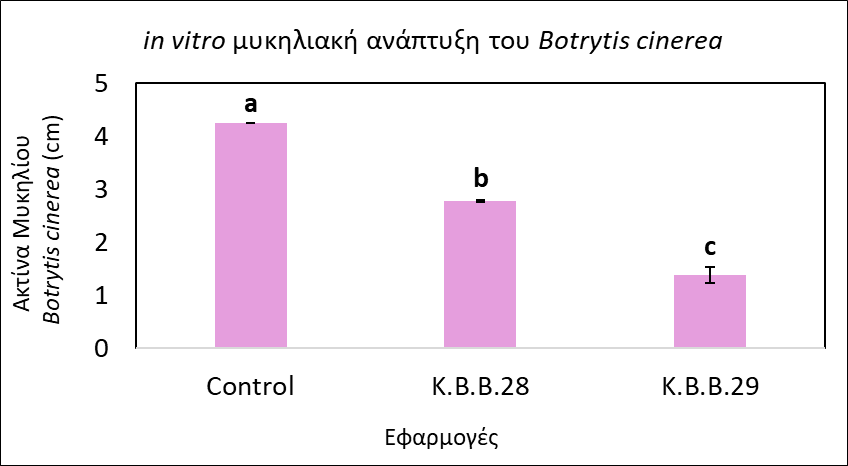 in vitro μυκηλιακή ανάπτυξη του Botrytis cinerea
Ακτίνα Μυκηλίου
Botrytis cinerea (cm)
5
4
3
2
1
0
a
b
c
Control
K.B.B.28
K.B.B.29
Εφαρμογές